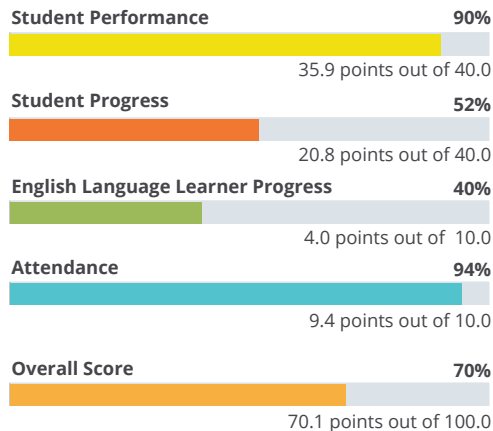 Student Performance 90%
35.9 points out of 40.0
Student Progress 52%
20.8 points out of 40.0
English Language Learner Progress 40%
4.0 points out of 10.0
Attendance 94%
9.4 points out of 10.0
Overall Score 70%
70.1 points out of 100.0